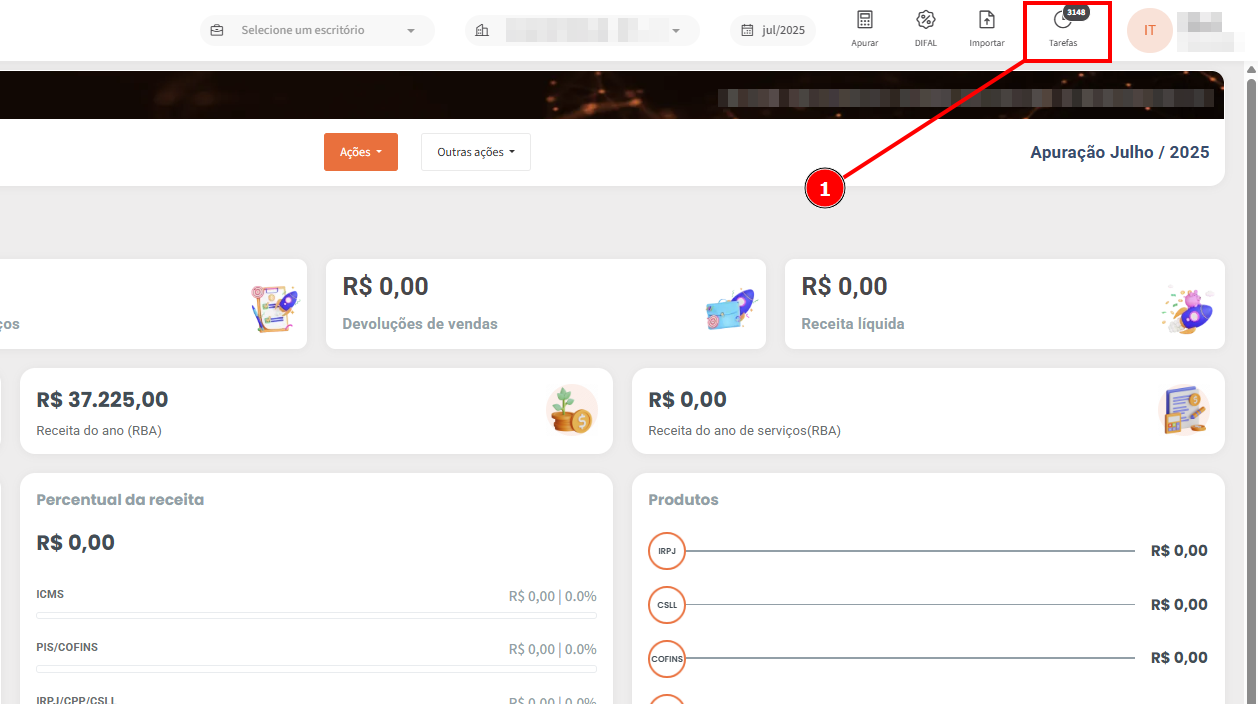 Selecione um escritório
jul/2025
Apurar
DIFAL
Importar
3148
Tarefas
IT
Ações
Outras ações
Apuração Julho / 2025
1
R$ 0,00
R$ 0,00
ços
Devoluções de vendas
Receita líquida
R$ 37.225,00
R$ 0,00
Receita do ano (RBA)
Receita do ano de serviços(RBA)
Percentual da receita
Produtos
R$ 0,00
IRPJ
R$ 0,00
ICMS
R$ 0,00 | 0.0%
CSLL
R$ 0,00
PIS/COFINS
R$ 0,00 | 0.0%
COFINS
R$ 0,00
IRPJ/CPP/CSLL
R$ 0,00 | 0.0%